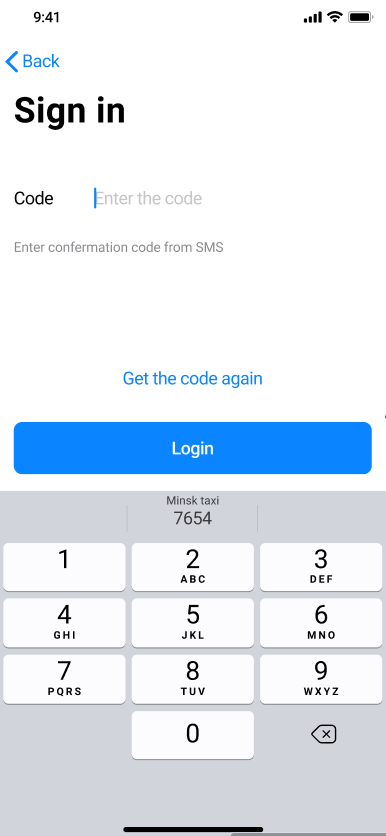 9:41
Back
Sign in
Code Enter the code
Enter confermation code from SMS
Get the code again
Login
Minsk taxi
7654
1 2 3
ABC DEF
4 5 6
GHI JKL MNO
7 8 9
PQRS TUV WXYZ
0